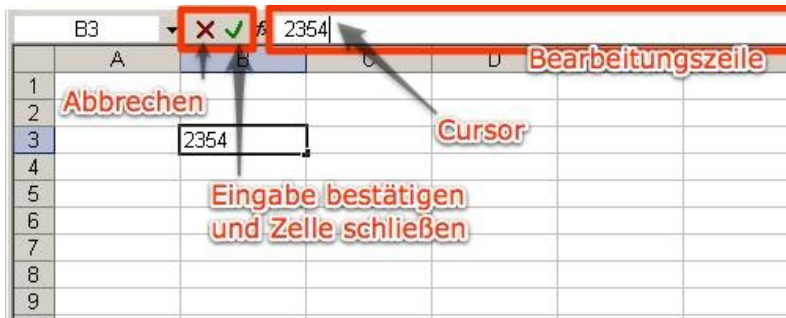 B3 fx 2354
A B C D Bearbeitungszeile
1
Abbrechen
2
Cursor
3 2354
4
5 Eingabe bestätigen
6 und Zelle schließen
7
8
9